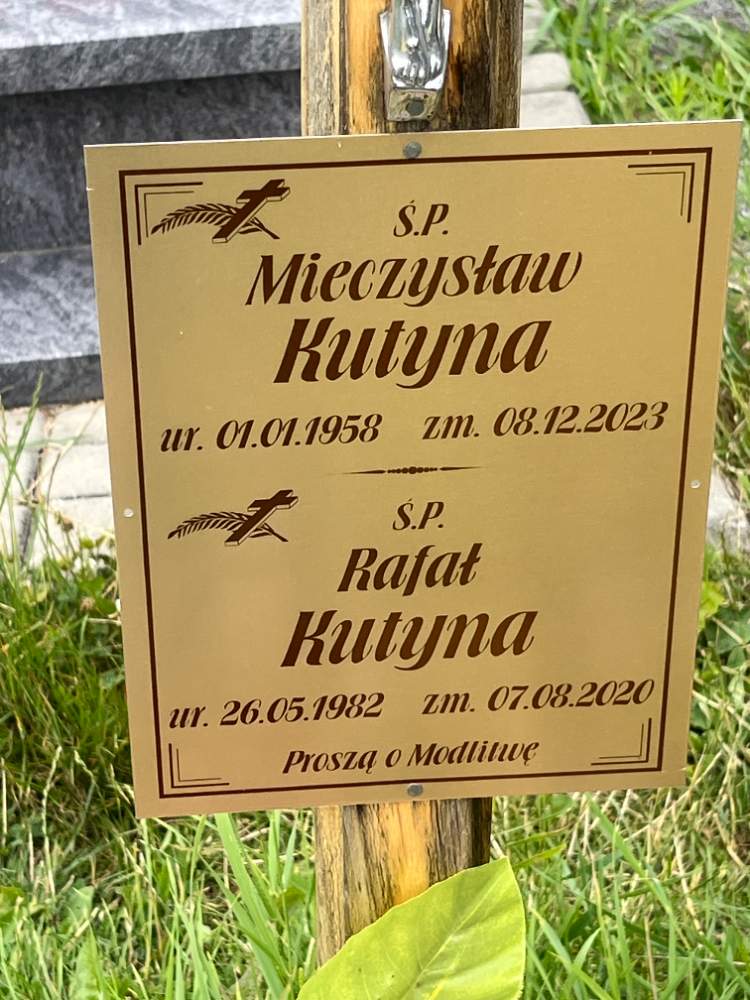 Ś.P.
Mieczysław
Kutyna
ur. 01.01.1958 zm. 08.12.2023
Ś.P.
Rafał
Kutyna
ur. 26.05.1982 zm. 07.08.2020
Proszą o Modlitwę